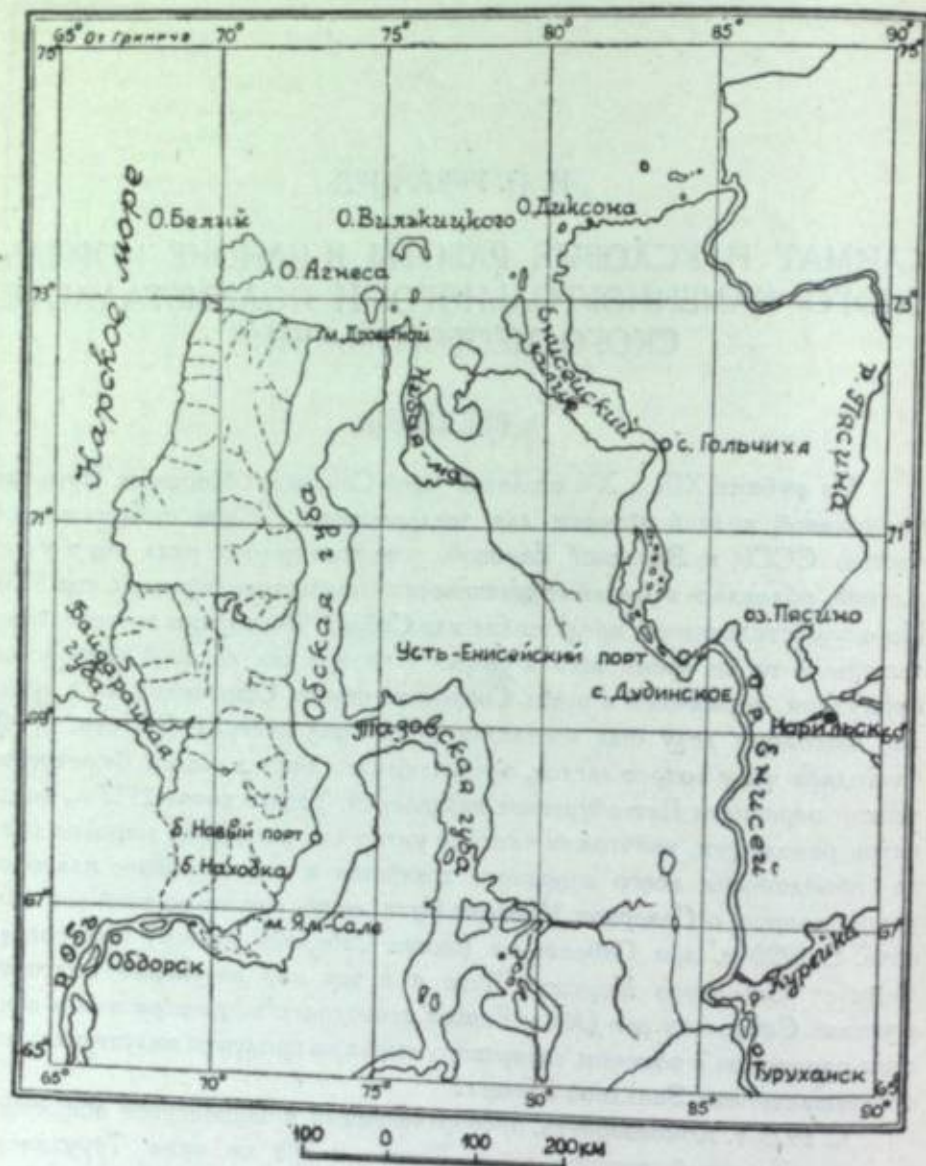 65° От Гринича 70° 75° 80° 85° 90°
75° 75°
Карское море
О. Белый
О. Вилькицкого
О. Диксона
О. Агнеса
73° 73°
м. Дровяной
Енисейский залив
р. Пясина
с. Гольчиха
71° 71°
Обская губа
оз. Пясино
Байдарацкая губа
Усть-Енисейский порт
с. Дудинское
69°
Норильск 69°
Тазовская губа
р. Енисей
б. Новый порт
б. Находка
67° 67°
м. Ям-Сале
р. Обь
Обдорск
р. Курейка
65°
Туруханск 65°
65° 70° 75° 80° 85° 90°
100 0 100 200км